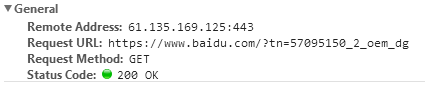 General
Remote Address: 61.135.169.125:443
Request URL: https://www.baidu.com/?tn=57095150_2_oem_dg
Request Method: GET
Status Code: 200 OK